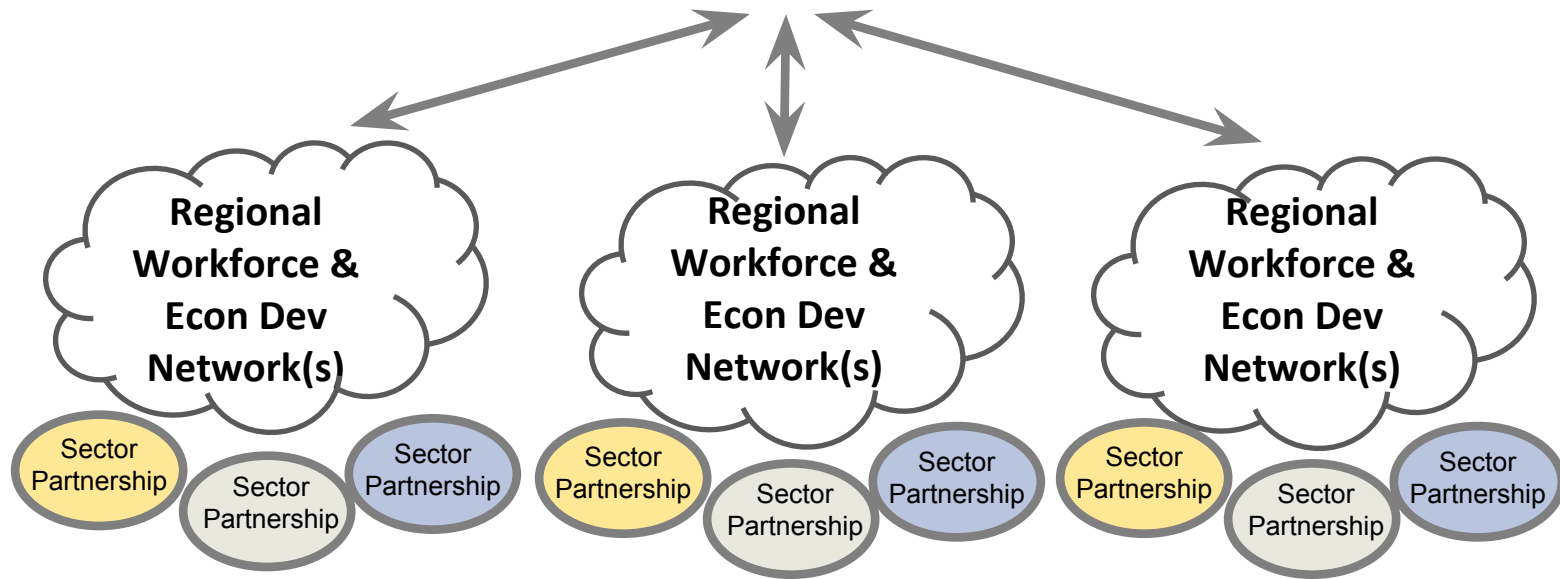 Regional
Workforce &
Econ Dev
Network(s)
Regional
Workforce &
Econ Dev
Network(s)
Regional
Workforce &
Econ Dev
Network(s)
Sector
Partnership
Sector
Partnership
Sector
Partnership
Sector
Partnership
Sector
Partnership
Sector
Partnership
Sector
Partnership
Sector
Partnership
Sector
Partnership